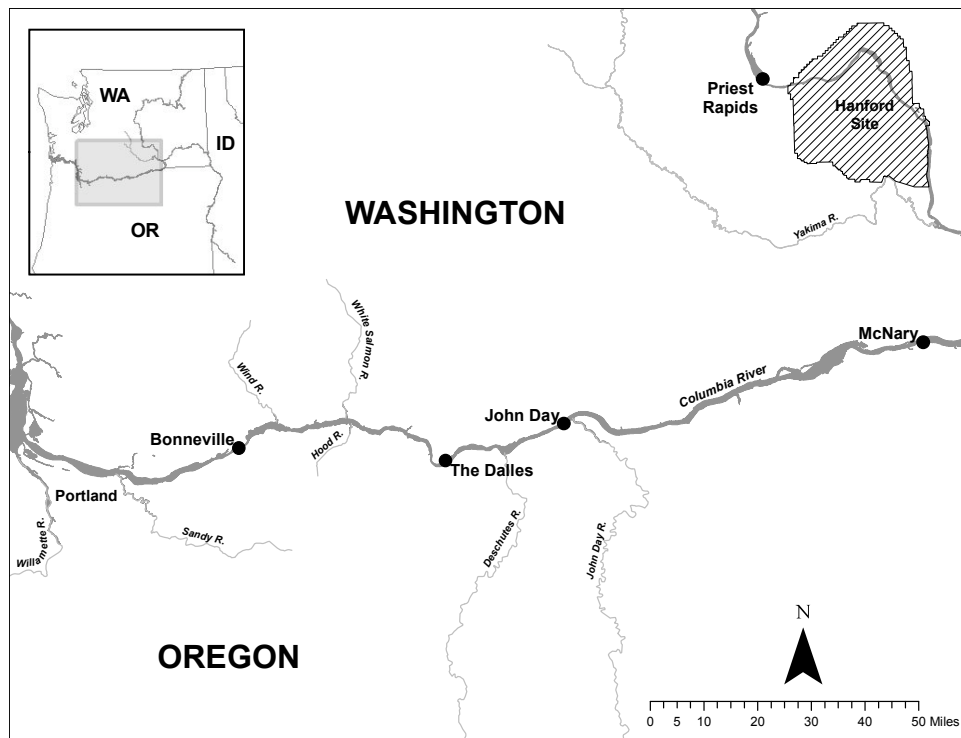 WA
ID
OR
Priest
Rapids
Hanford
Site
WASHINGTON
Yakima R.
White Salmon R.
Wind R.
Hood R.
McNary
Columbia River
John Day
Bonneville
The Dalles
Portland
Sandy R.
Willamette R.
Deschutes R.
John Day R.
OREGON
N
0 5 10 20 30 40 50 Miles